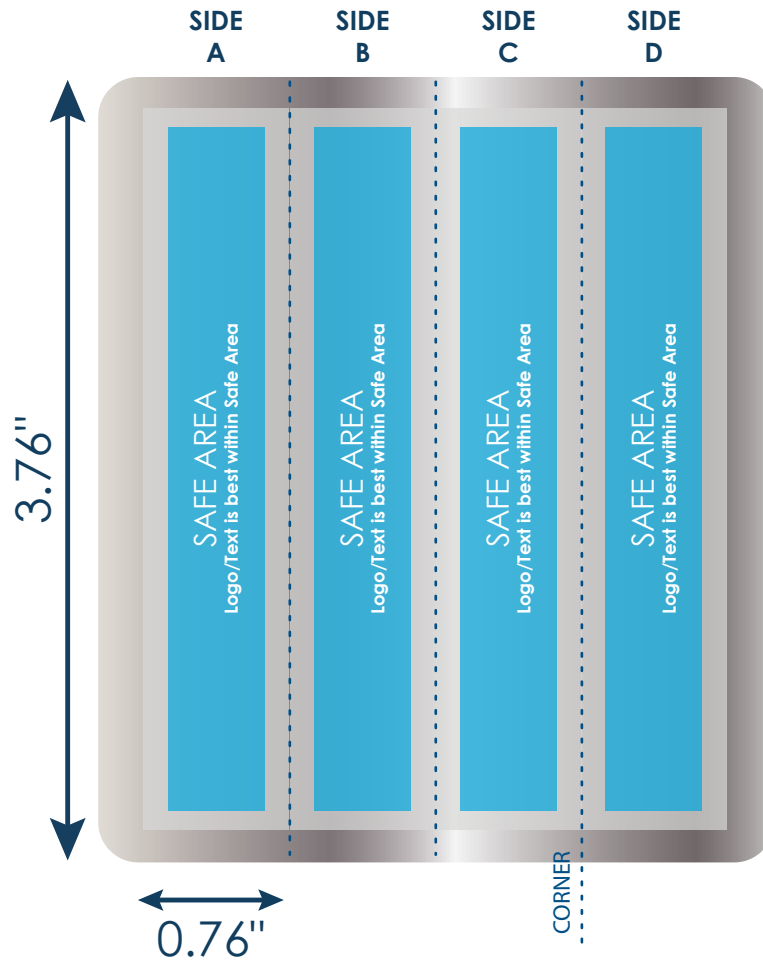 SIDE
A
SIDE
B
SIDE
C
SIDE
D
3.76"
SAFE AREA
Logo/Text is best within Safe Area
SAFE AREA
Logo/Text is best within Safe Area
SAFE AREA
Logo/Text is best within Safe Area
SAFE AREA
Logo/Text is best within Safe Area
CORNER
0.76"